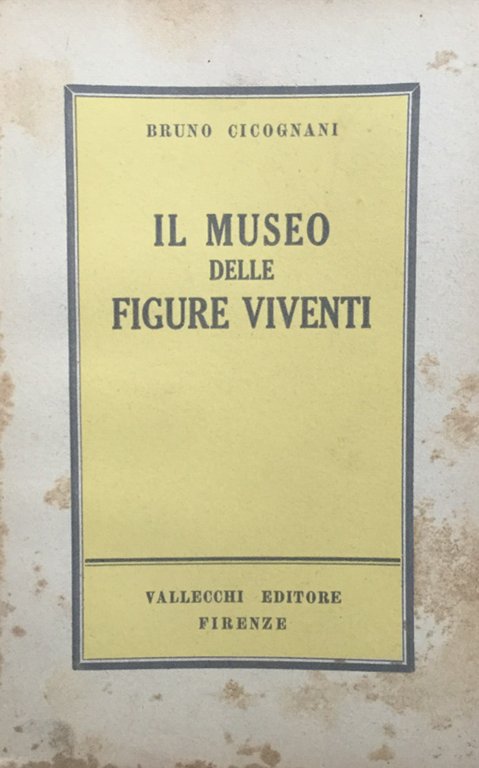 BRUNO CICOGNANI
IL MUSEO
DELLE
FIGURE VIVENTI
VALLECCHI EDITORE
FIRENZE